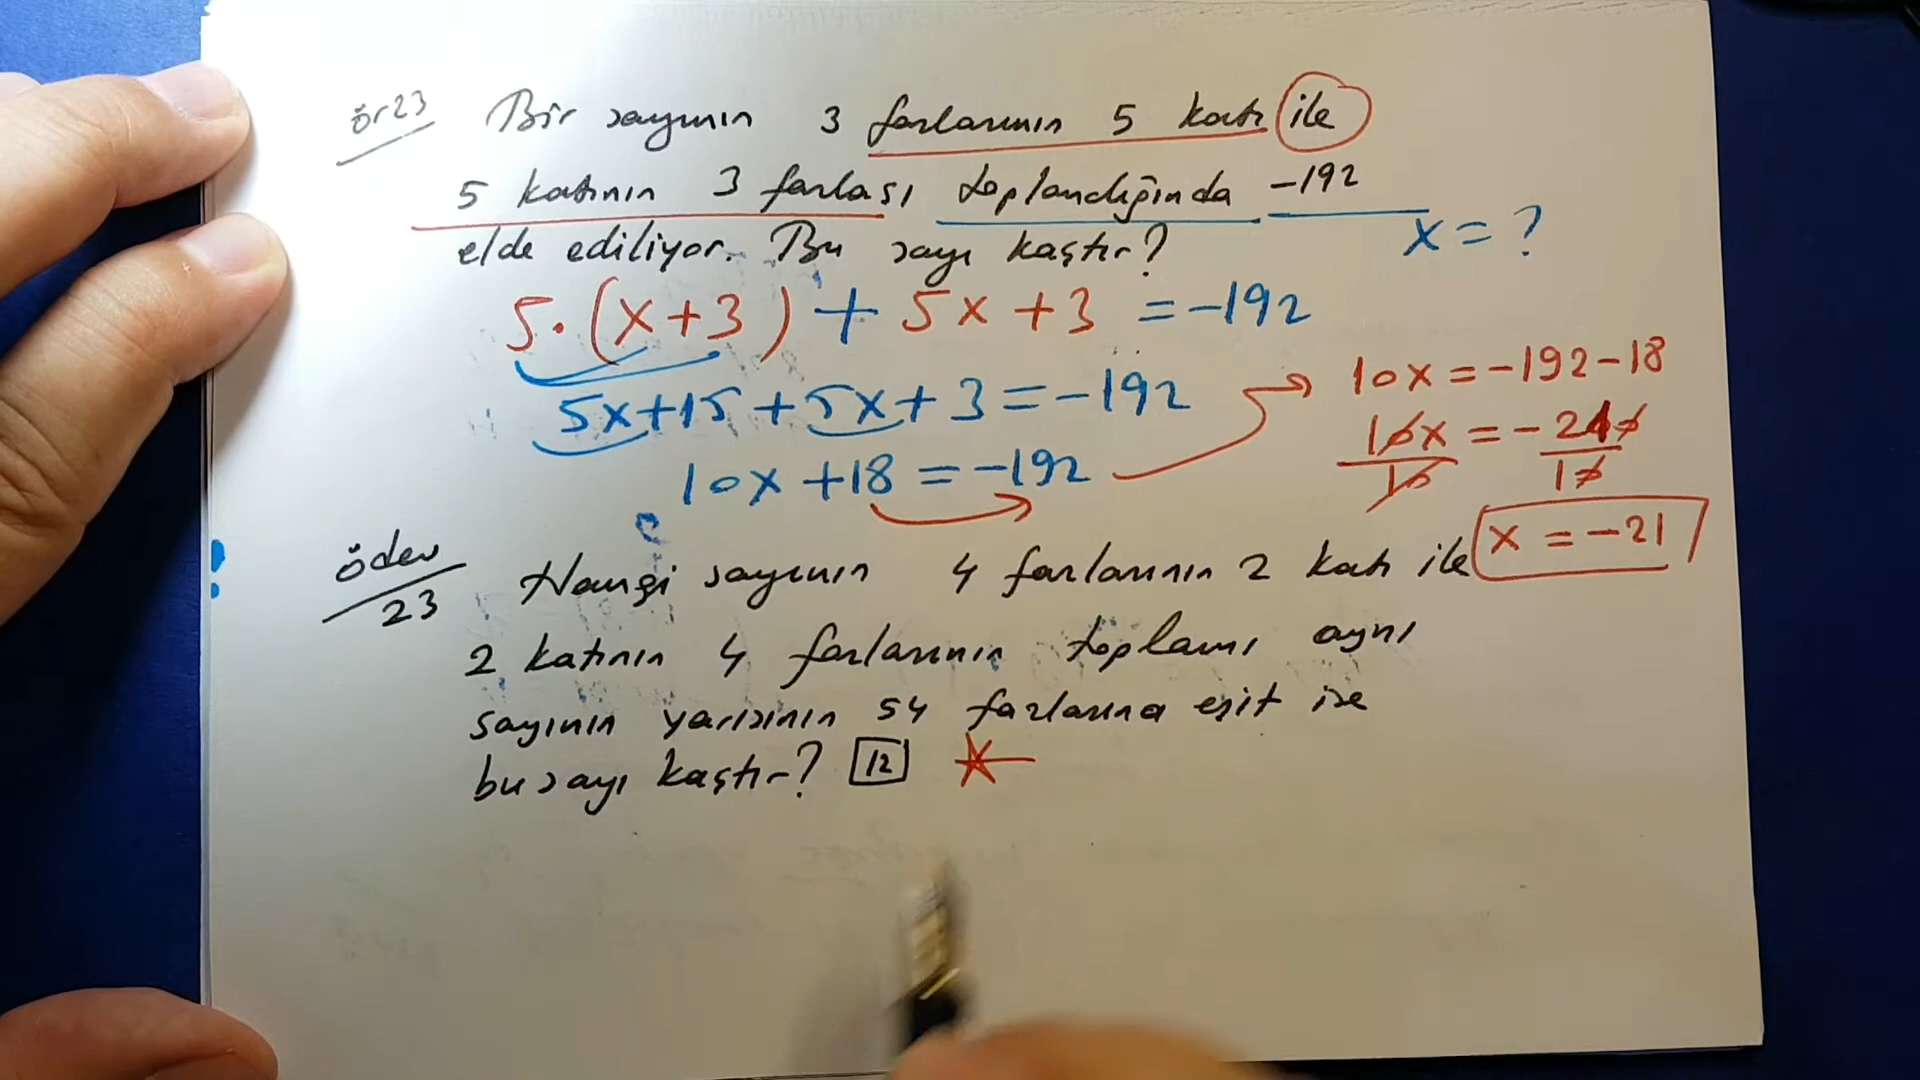 ör23 Bir sayının 3 fazlasının 5 katı ile
5 katının 3 fazlası toplandığında -192
elde ediliyor. Bu sayı kaçtır? x = ?
5.(x+3) + 5x + 3 = -192
5x+15 + 5x + 3 = -192
10x + 18 = -192
10x = -192 - 18
10x = -210
10 10
x = -21
ödev 23 Hangi sayının 4 fazlasının 2 katı ile
2 katının 4 fazlasının toplamı aynı
sayının yarısının 54 fazlasına eşit ise
bu sayı kaçtır? 12